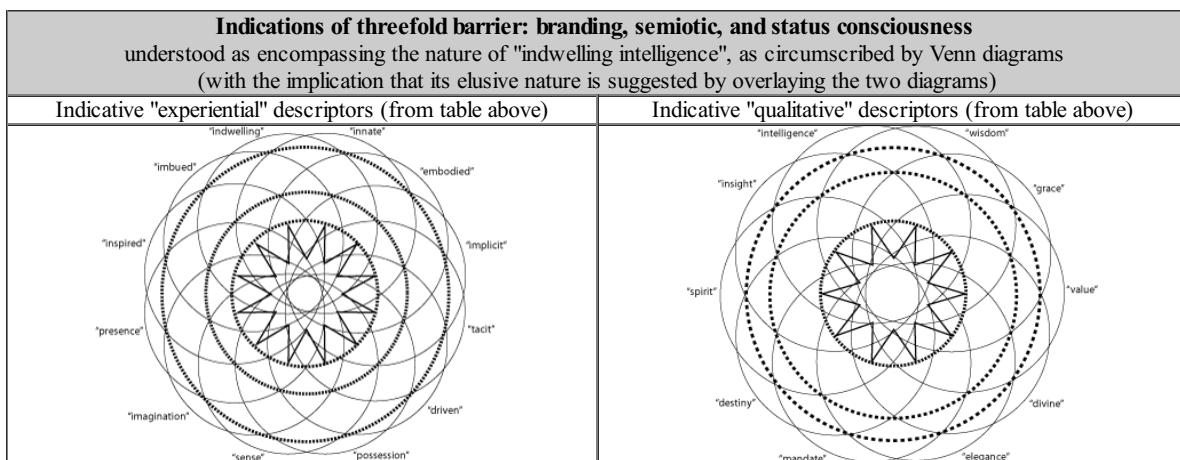 Indications of threefold barrier: branding, semiotic, and status consciousness
understood as encompassing the nature of "indwelling intelligence", as circumscribed by Venn diagrams
(with the implication that its elusive nature is suggested by overlaying the two diagrams)
Indicative "experiential" descriptors (from table above)
"indwelling"
"innate"
"imbued"
"embodied"
"inspired"
"implicit"
"presence"
"tacit"
"imagination"
"driven"
"sense"
"possession"
Indicative "qualitative" descriptors (from table above)
"intelligence"
"wisdom"
"insight"
"grace"
"spirit"
"value"
"destiny"
"divine"
"mandate"
"elegance"